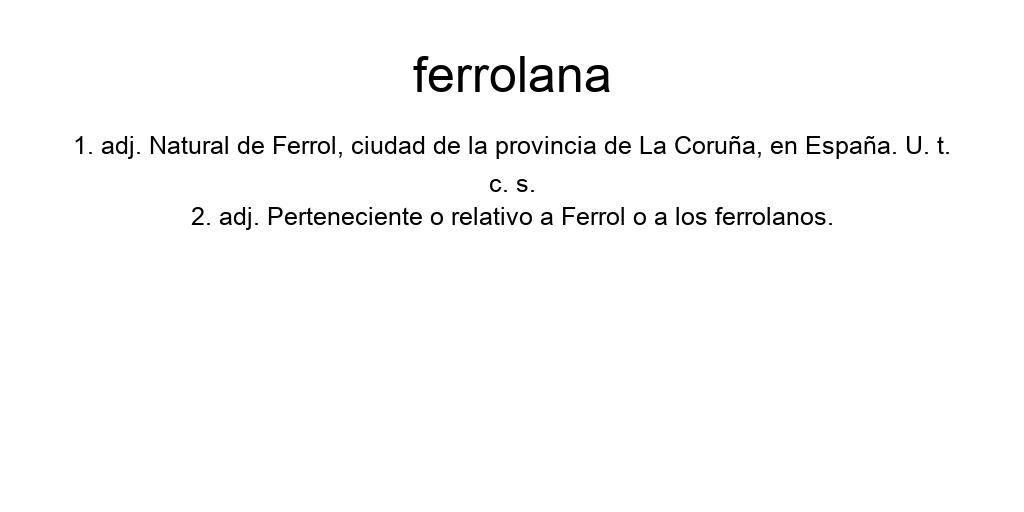 ferrolana
1. adj. Natural de Ferrol, ciudad de la provincia de La Coruña, en España. U. t.
c. s.
2. adj. Perteneciente o relativo a Ferrol o a los ferrolanos.